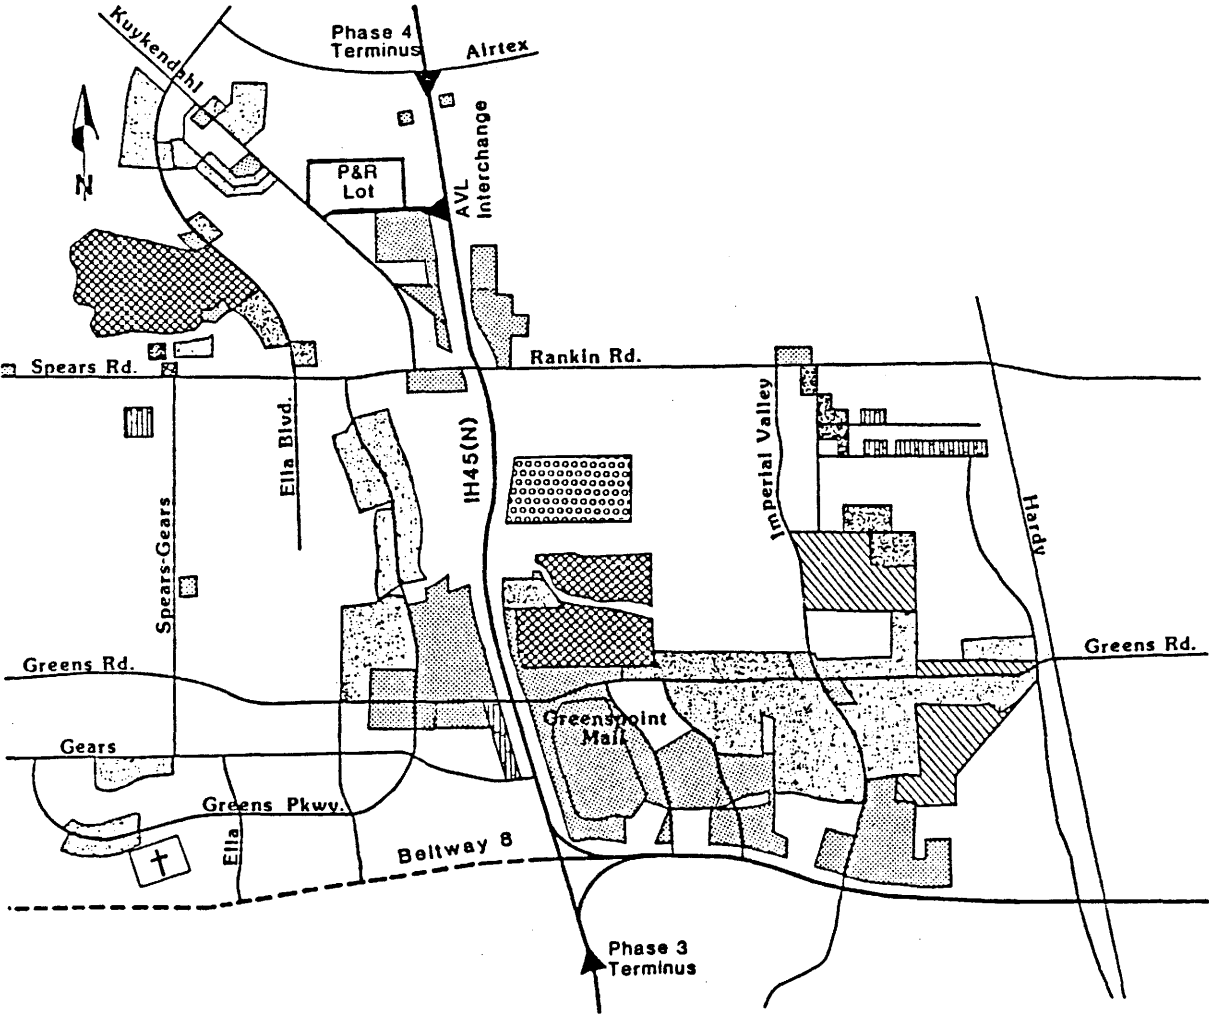 Kuykendahl
Phase 4
Terminus
Airtex
N
P&R
Lot
AVL
Interchange
Spears Rd.
Rankin Rd.
Ella Blvd.
IH45(N)
Imperial Valley
Hardy
Spears-Gears
Greens Rd.
Greens Rd.
Greenspoint
Mall
Gears
Greens Pkwy.
Ella
Beltway 8
Phase 3
Terminus